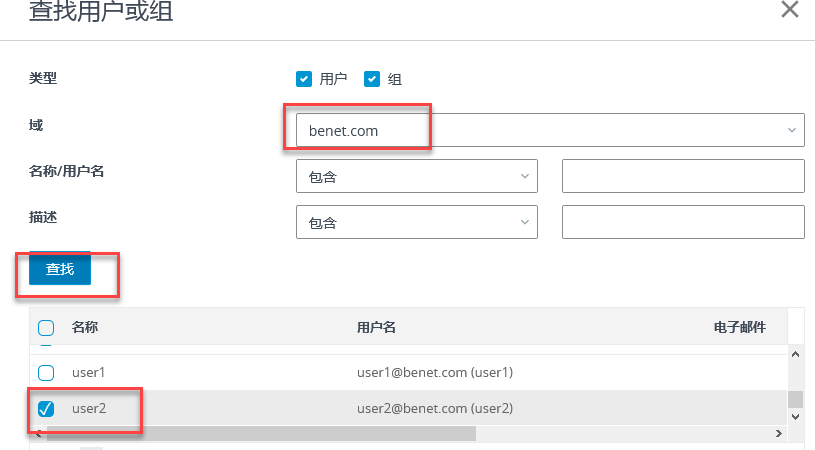 查找用户或组
类型 用户 组
域 benet.com
名称/用户名 包含
描述 包含
查找
名称 用户名 电子邮件
user1 user1@benet.com (user1)
user2 user2@benet.com (user2)